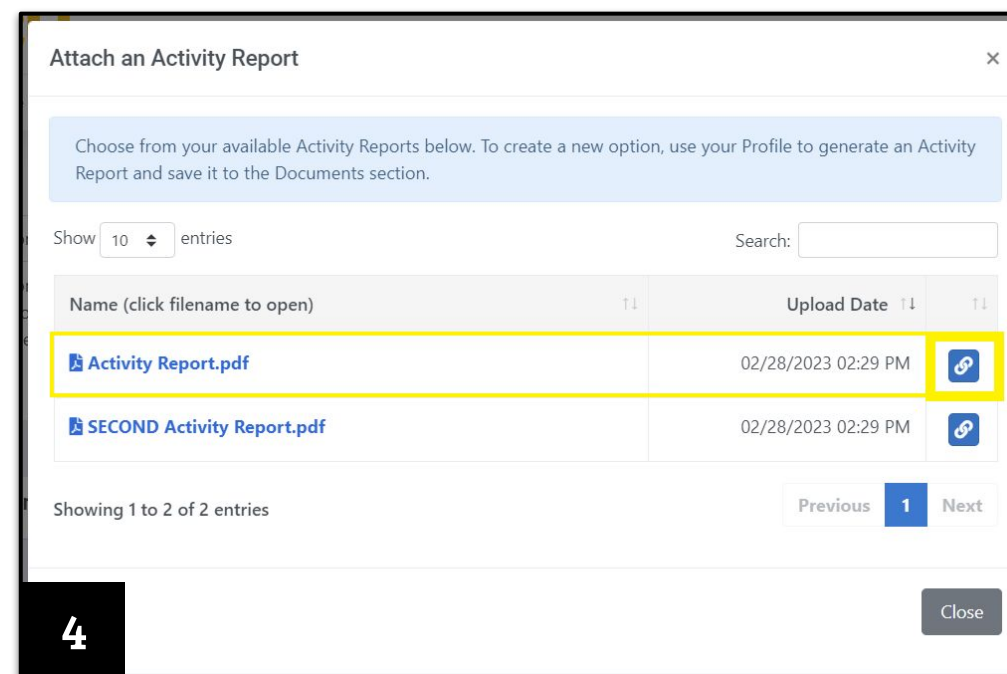 Attach an Activity Report
×
Choose from your available Activity Reports below. To create a new option, use your Profile to generate an Activity
Report and save it to the Documents section.
Show 10 entries
Search:
Name (click filename to open)
Upload Date
Activity Report.pdf
02/28/2023 02:29 PM
SECOND Activity Report.pdf
02/28/2023 02:29 PM
Showing 1 to 2 of 2 entries
Previous 1 Next
Close
4